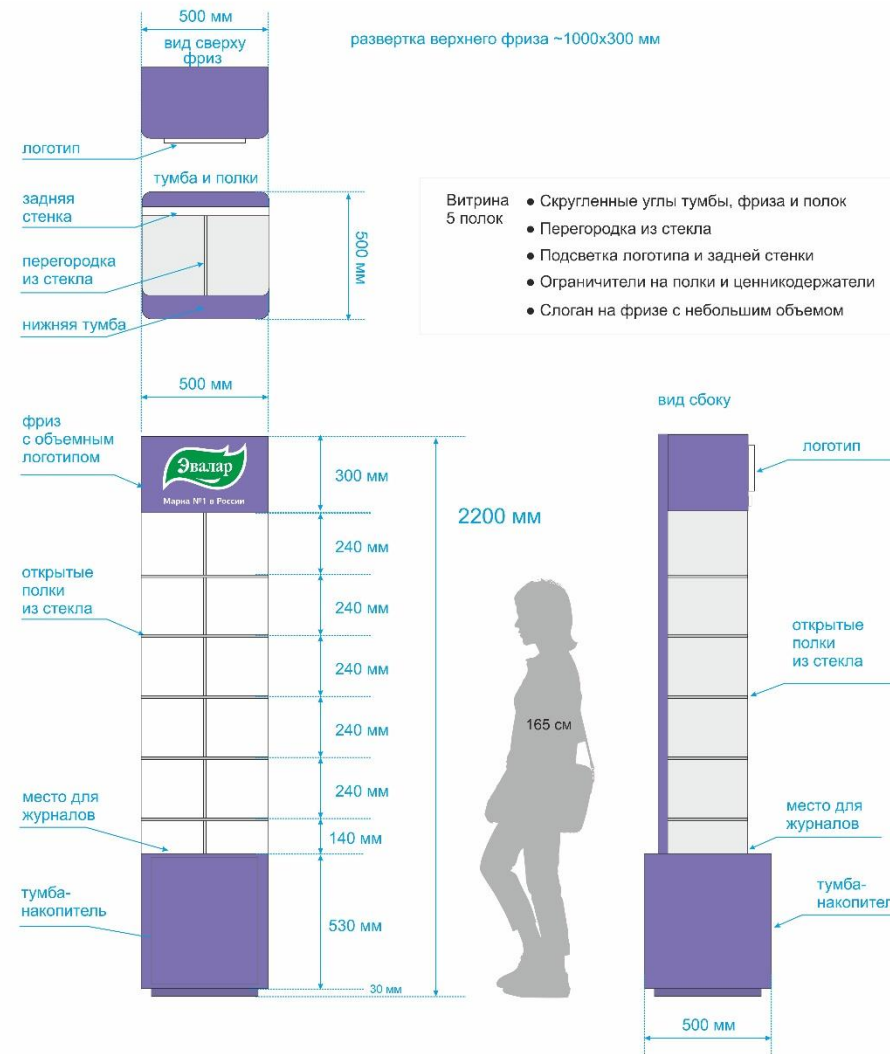 500 мм
развертка верхнего фриза ~1000х300 мм
вид сверху
фриз
логотип
тумба и полки
задняя
стенка
500 мм
перегородка
из стекла
нижняя тумба
Витрина
5 полок
● Скругленные углы тумбы, фриза и полок
● Перегородка из стекла
● Подсветка логотипа и задней стенки
● Ограничители на полки и ценникодержатели
● Слоган на фризе с небольшим объемом
500 мм
вид сбоку
фриз
с объемным
логотипом
Эвалар
Марка №1 в России
300 мм
2200 мм
логотип
240 мм
открытые
полки
из стекла
240 мм
240 мм
240 мм
240 мм
140 мм
165 см
открытые
полки
из стекла
место для
журналов
место для
журналов
тумба-
накопитель
530 мм
30 мм
тумба-
накопител
500 мм